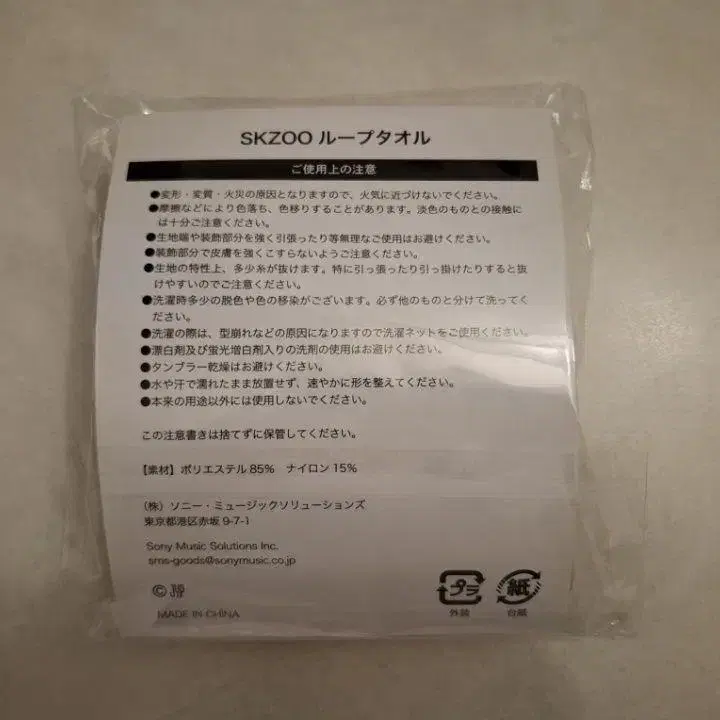 SKZOO ループタオル
ご使用上の注意
●変形・変質・火災の原因となりますので、火気に近づけないでください。
●摩擦などにより色落ち、色移りすることがあります。淡色のものとの接触に
は十分ご注意ください。
●生地端や装飾部分を強く引張ったり等無理なご使用はお避けください。
●装飾部分で皮膚を強くこすらないようご注意ください。
●生地の特性上、多少糸が抜けます。特に引っ張ったり引っ掛けたりすると抜
けやすいのでご注意ください。
●洗濯時多少の脱色や色の移染がございます。必ず他のものと分けて洗ってく
ださい。
●洗濯の際は、型崩れなどの原因になりますので洗濯ネットをご使用ください。
●漂白剤及び蛍光増白剤入りの洗剤の使用はお避けください。
●タンブラー乾燥はお避けください。
●水や汗で濡れたまま放置せず、速やかに形を整えてください。
●本来の用途以外には使用しないでください。
この注意書きは捨てずに保管してください。
【素材】ポリエステル85% ナイロン15%
（株）ソニー・ミュージックソリューションズ
東京都港区赤坂 9-7-1
Sony Music Solutions Inc.
sms-goods@sonymusic.co.jp
©
プラ 紙
外装 台紙
MADE IN CHINA